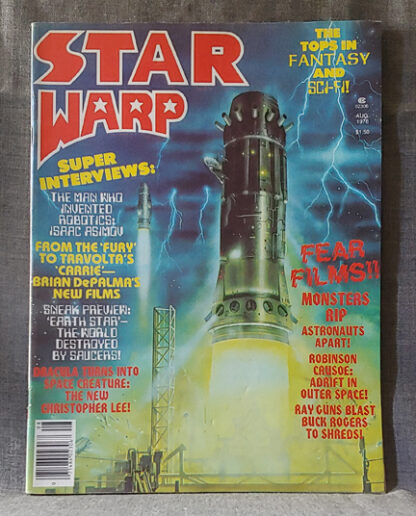 STAR
WARP
THE
TOPS IN
FANTASY
AND
SCI-FI!
02306
AUG.
1978
$1.50
SUPER
INTERVIEWS:
THE MAN WHO
INVENTED
ROBOTICS:
ISAAC ASIMOV
FROM THE 'FURY'
TO TRAVOLTA'S
'CARRIE'—
BRIAN DePALMA'S
NEW FILMS
SNEAK PREVIEW:
'EARTH STAR'—
THE WORLD
DESTROYED
BY SAUCERS!
DRACULA TURNS INTO
SPACE CREATURE:
THE NEW
CHRISTOPHER LEE!
FEAR
FILMS!!
MONSTERS
RIP
ASTRONAUTS
APART!
ROBINSON
CRUSOE:
ADRIFT IN
OUTER SPACE!
RAY GUNS BLAST
BUCK ROGERS
TO SHREDS!